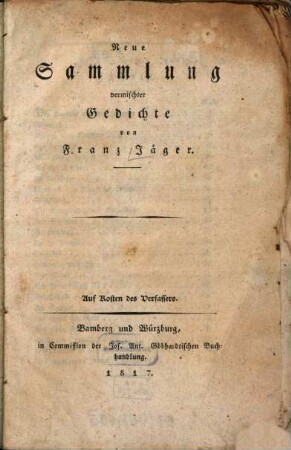 Neue
Sammlung
vermischter
Gedichte
von
Franz Jäger.
Auf Kosten des Verfassers.
Bamberg und Würzburg,
in Commission der Jos. Ant. Göbhardtischen Buch-
handlung.
1817.